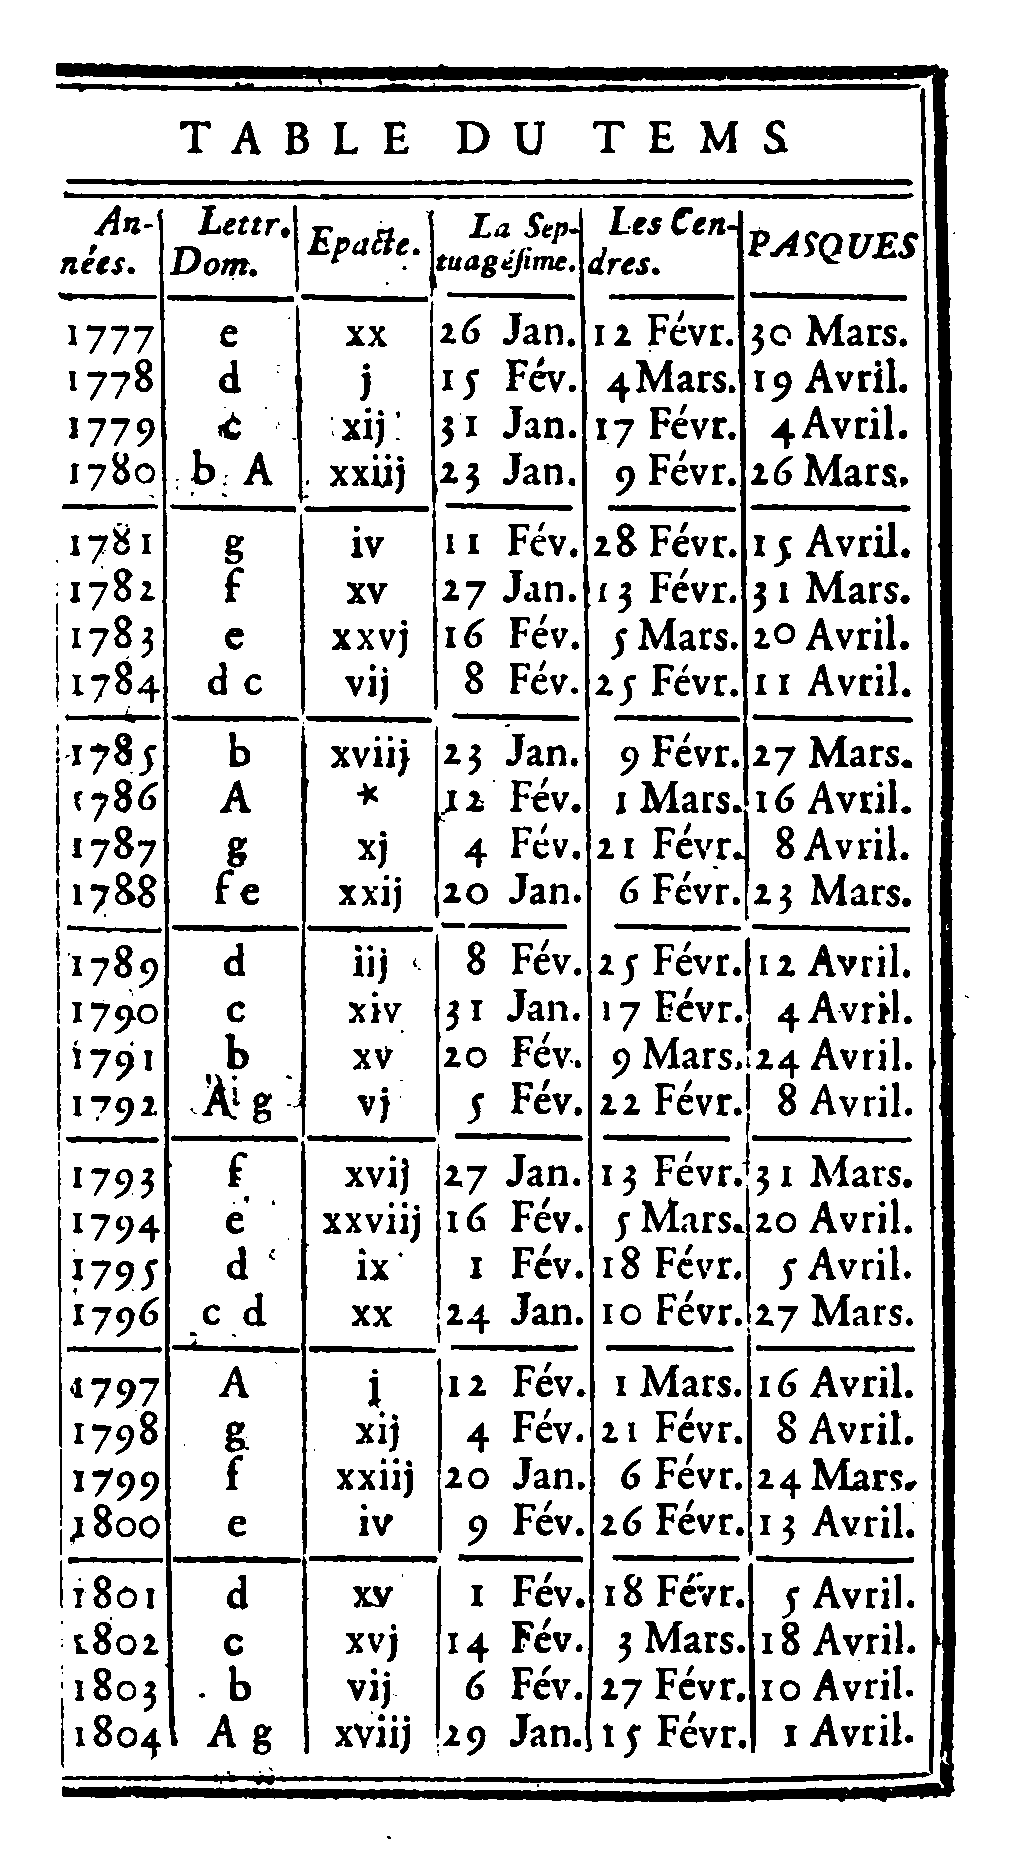 TABLE DU TEMS
An-nées. Lettr. Dom. Epacte. La Sep-tuagésime. Les Cen-dres. PASQUES
1777 e xx 26 Jan. 12 Févr. 30 Mars.
1778 d j 15 Fév. 4 Mars. 19 Avril.
1779 c xij 31 Jan. 17 Févr. 4 Avril.
1780 b A xxiij 23 Jan. 9 Févr. 26 Mars.
1781 g iv 11 Fév. 28 Févr. 15 Avril.
1782 f xv 27 Jan. 13 Févr. 31 Mars.
1783 e xxvj 16 Fév. 5 Mars. 20 Avril.
1784 d c vij 8 Fév. 25 Févr. 11 Avril.
1785 b xviij 23 Jan. 9 Févr. 27 Mars.
1786 A * 12 Fév. 1 Mars. 16 Avril.
1787 g xj 4 Fév. 21 Févr. 8 Avril.
1788 f e xxij 20 Jan. 6 Févr. 23 Mars.
1789 d iij 8 Fév. 25 Févr. 12 Avril.
1790 c xiv 31 Jan. 17 Févr. 4 Avril.
1791 b xv 20 Fév. 9 Mars. 24 Avril.
1792 A g vj 5 Fév. 22 Févr. 8 Avril.
1793 f xvij 27 Jan. 13 Févr. 31 Mars.
1794 e xxviij 16 Fév. 5 Mars. 20 Avril.
1795 d ix 1 Fév. 18 Févr. 5 Avril.
1796 c d xx 24 Jan. 10 Févr. 27 Mars.
1797 A j 12 Fév. 1 Mars. 16 Avril.
1798 g xij 4 Fév. 21 Févr. 8 Avril.
1799 f xxiij 20 Jan. 6 Févr. 24 Mars.
1800 e iv 9 Fév. 26 Févr. 13 Avril.
1801 d xv 1 Fév. 18 Févr. 5 Avril.
1802 c xvj 14 Fév. 3 Mars. 18 Avril.
1803 b vij 6 Fév. 27 Févr. 10 Avril.
1804 A g xviij 29 Jan. 15 Févr. 1 Avril.